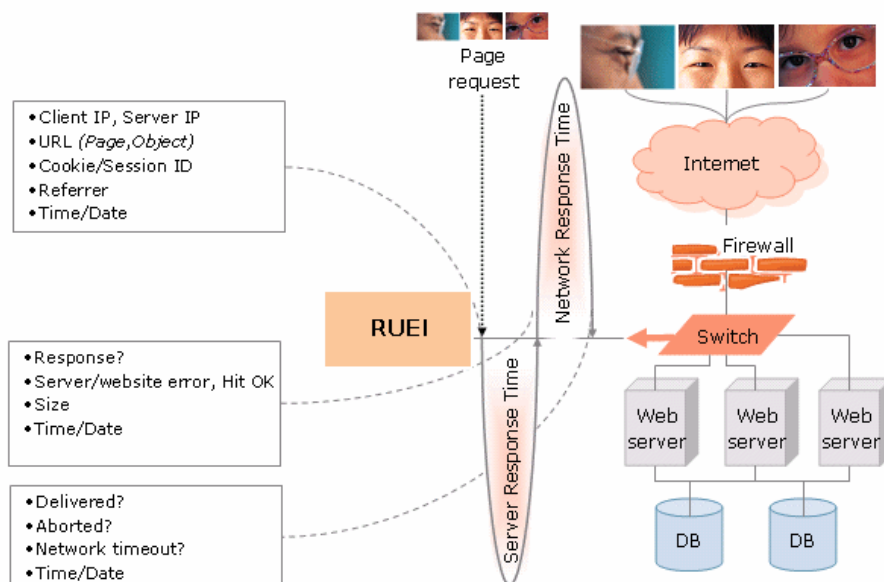 Page
request
• Client IP, Server IP
• URL (Page,Object)
• Cookie/Session ID
• Referrer
• Time/Date
Network Response Time
Internet
Firewall
RUEI
Switch
• Response?
• Server/website error, Hit OK
• Size
• Time/Date
Web
server
Web
server
Web
server
Server Response Time
• Delivered?
• Aborted?
• Network timeout?
• Time/Date
DB
DB